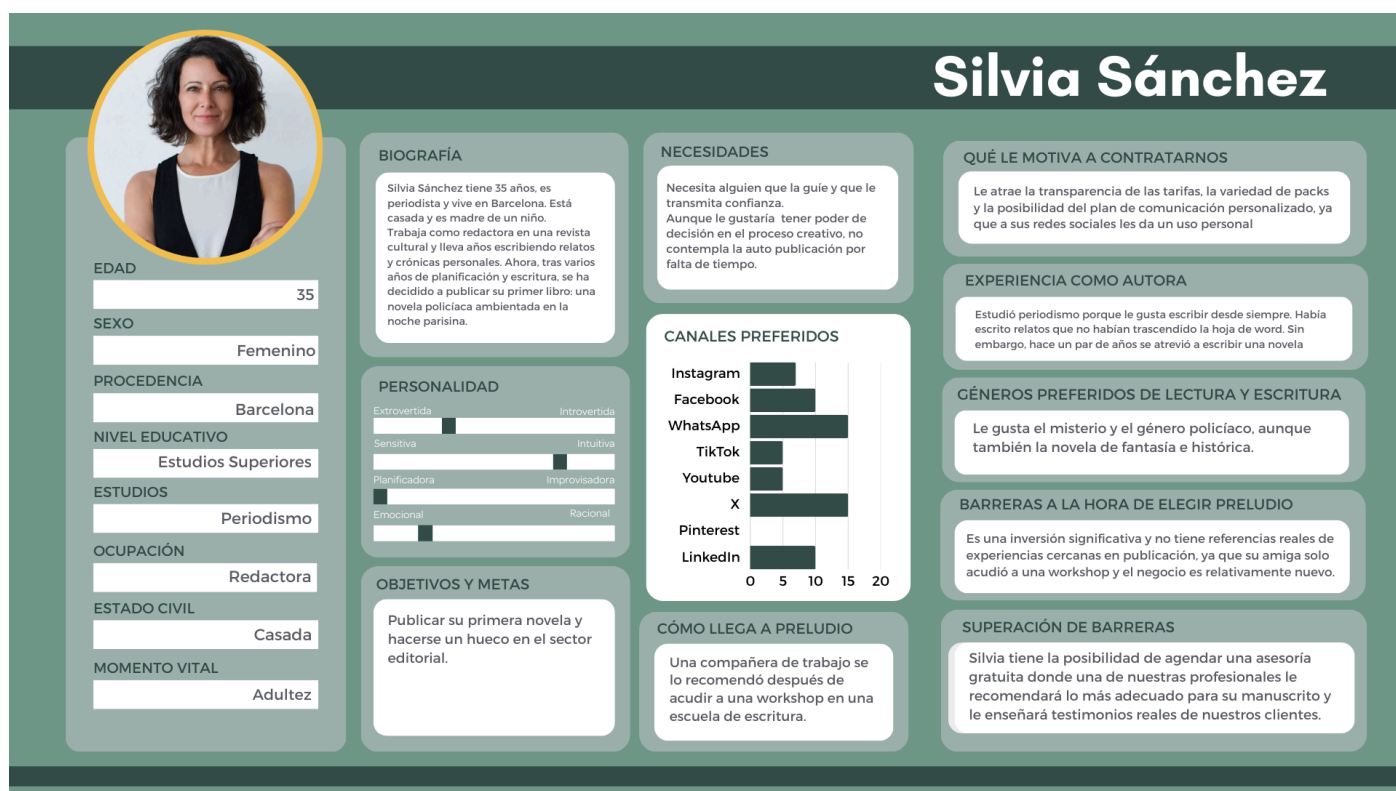 Silvia Sánchez
EDAD
35
SEXO
Femenino
PROCEDENCIA
Barcelona
NIVEL EDUCATIVO
Estudios Superiores
ESTUDIOS
Periodismo
OCUPACIÓN
Redactora
ESTADO CIVIL
Casada
MOMENTO VITAL
Adultez
BIOGRAFÍA
Silvia Sánchez tiene 35 años, es
periodista y vive en Barcelona. Está
casada y es madre de un niño.
Trabaja como redactora en una revista
cultural y lleva años escribiendo relatos
y crónicas personales. Ahora, tras varios
años de planificación y escritura, se ha
decidido a publicar su primer libro: una
novela policíaca ambientada en la
noche parisina.
PERSONALIDAD
Extrovertida Introvertida
Sensitiva Intuitiva
Planificadora Improvisadora
Emocional Racional
OBJETIVOS Y METAS
Publicar su primera novela y
hacerse un hueco en el sector
editorial.
NECESIDADES
Necesita alguien que la guíe y que le
transmita confianza.
Aunque le gustaría tener poder de
decisión en el proceso creativo, no
contempla la auto publicación por
falta de tiempo.
CANALES PREFERIDOS
Instagram
Facebook
WhatsApp
TikTok
Youtube
X
Pinterest
LinkedIn
0 5 10 15 20
CÓMO LLEGA A PRELUDIO
Una compañera de trabajo se
lo recomendó después de
acudir a una workshop en una
escuela de escritura.
QUÉ LE MOTIVA A CONTRATARNOS
Le atrae la transparencia de las tarifas, la variedad de packs
y la posibilidad del plan de comunicación personalizado, ya
que a sus redes sociales les da un uso personal
EXPERIENCIA COMO AUTORA
Estudió periodismo porque le gusta escribir desde siempre. Había
escrito relatos que no habían trascendido la hoja de word. Sin
embargo, hace un par de años se atrevió a escribir una novela
GÉNEROS PREFERIDOS DE LECTURA Y ESCRITURA
Le gusta el misterio y el género policíaco, aunque
también la novela de fantasía e histórica.
BARRERAS A LA HORA DE ELEGIR PRELUDIO
Es una inversión significativa y no tiene referencias reales de
experiencias cercanas en publicación, ya que su amiga solo
acudió a una workshop y el negocio es relativamente nuevo.
SUPERACIÓN DE BARRERAS
Silvia tiene la posibilidad de agendar una asesoría
gratuita donde una de nuestras profesionales le
recomendará lo más adecuado para su manuscrito y
le enseñará testimonios reales de nuestros clientes.